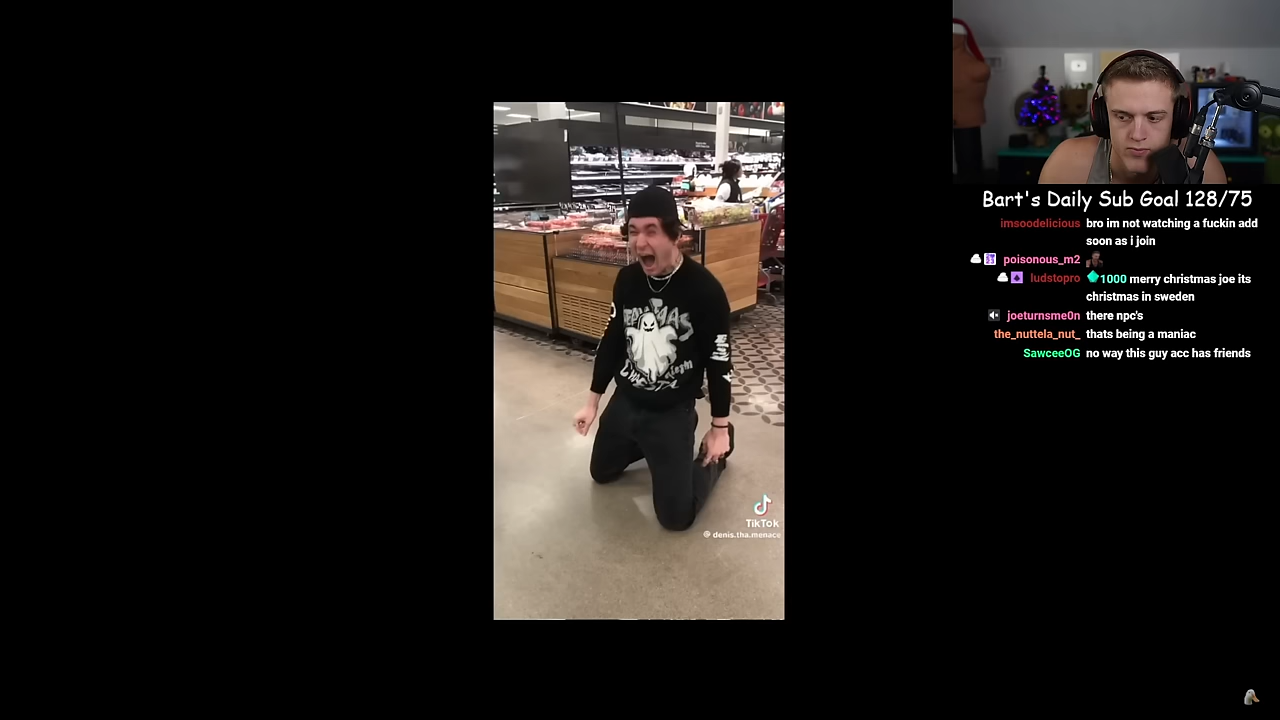 Bart's Daily Sub Goal 128/75
imsoodelicious bro im not watching a fuckin add
soon as i join
poisonous_m2
ludstopro 1000 merry christmas joe its
christmas in sweden
joeturnsme0n there npc's
the_nuttela_nut_ thats being a maniac
SawceeOG no way this guy acc has friends
TikTok
denis.tha.menace